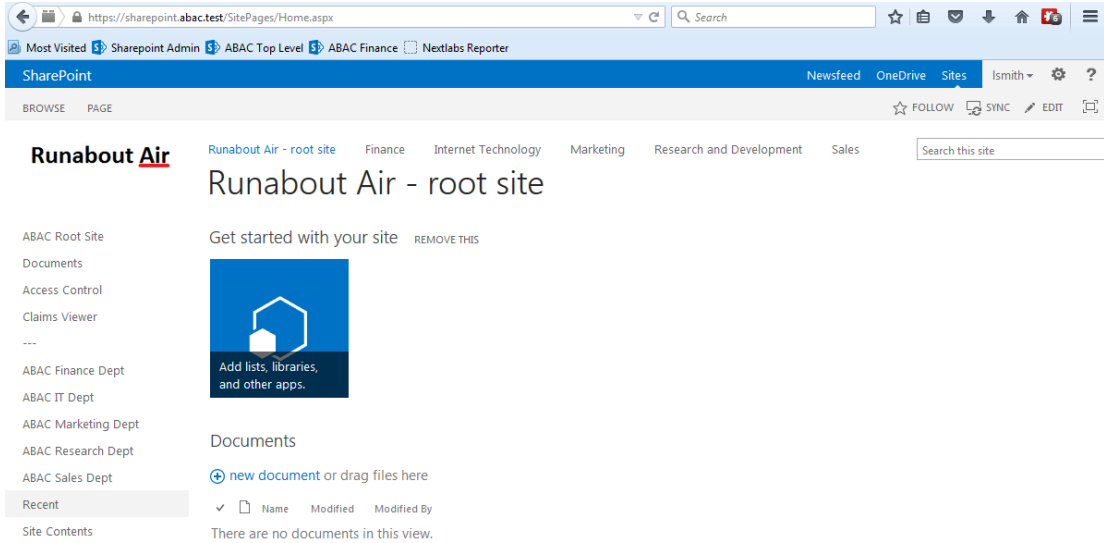 https://sharepoint.abac.test/SitePages/Home.aspx Search 6
Most Visited Sharepoint Admin ABAC Top Level ABAC Finance Nextlabs Reporter
SharePoint Newsfeed OneDrive Sites lsmith ?
BROWSE PAGE FOLLOW SYNC EDIT
Runabout Air
Runabout Air - root site Finance Internet Technology Marketing Research and Development Sales Search this site
Runabout Air - root site
ABAC Root Site
Documents
Access Control
Claims Viewer
---
ABAC Finance Dept
ABAC IT Dept
ABAC Marketing Dept
ABAC Research Dept
ABAC Sales Dept
Recent
Site Contents
Get started with your site REMOVE THIS
Add lists, libraries,
and other apps.
Documents
new document or drag files here
Name Modified Modified By
There are no documents in this view.